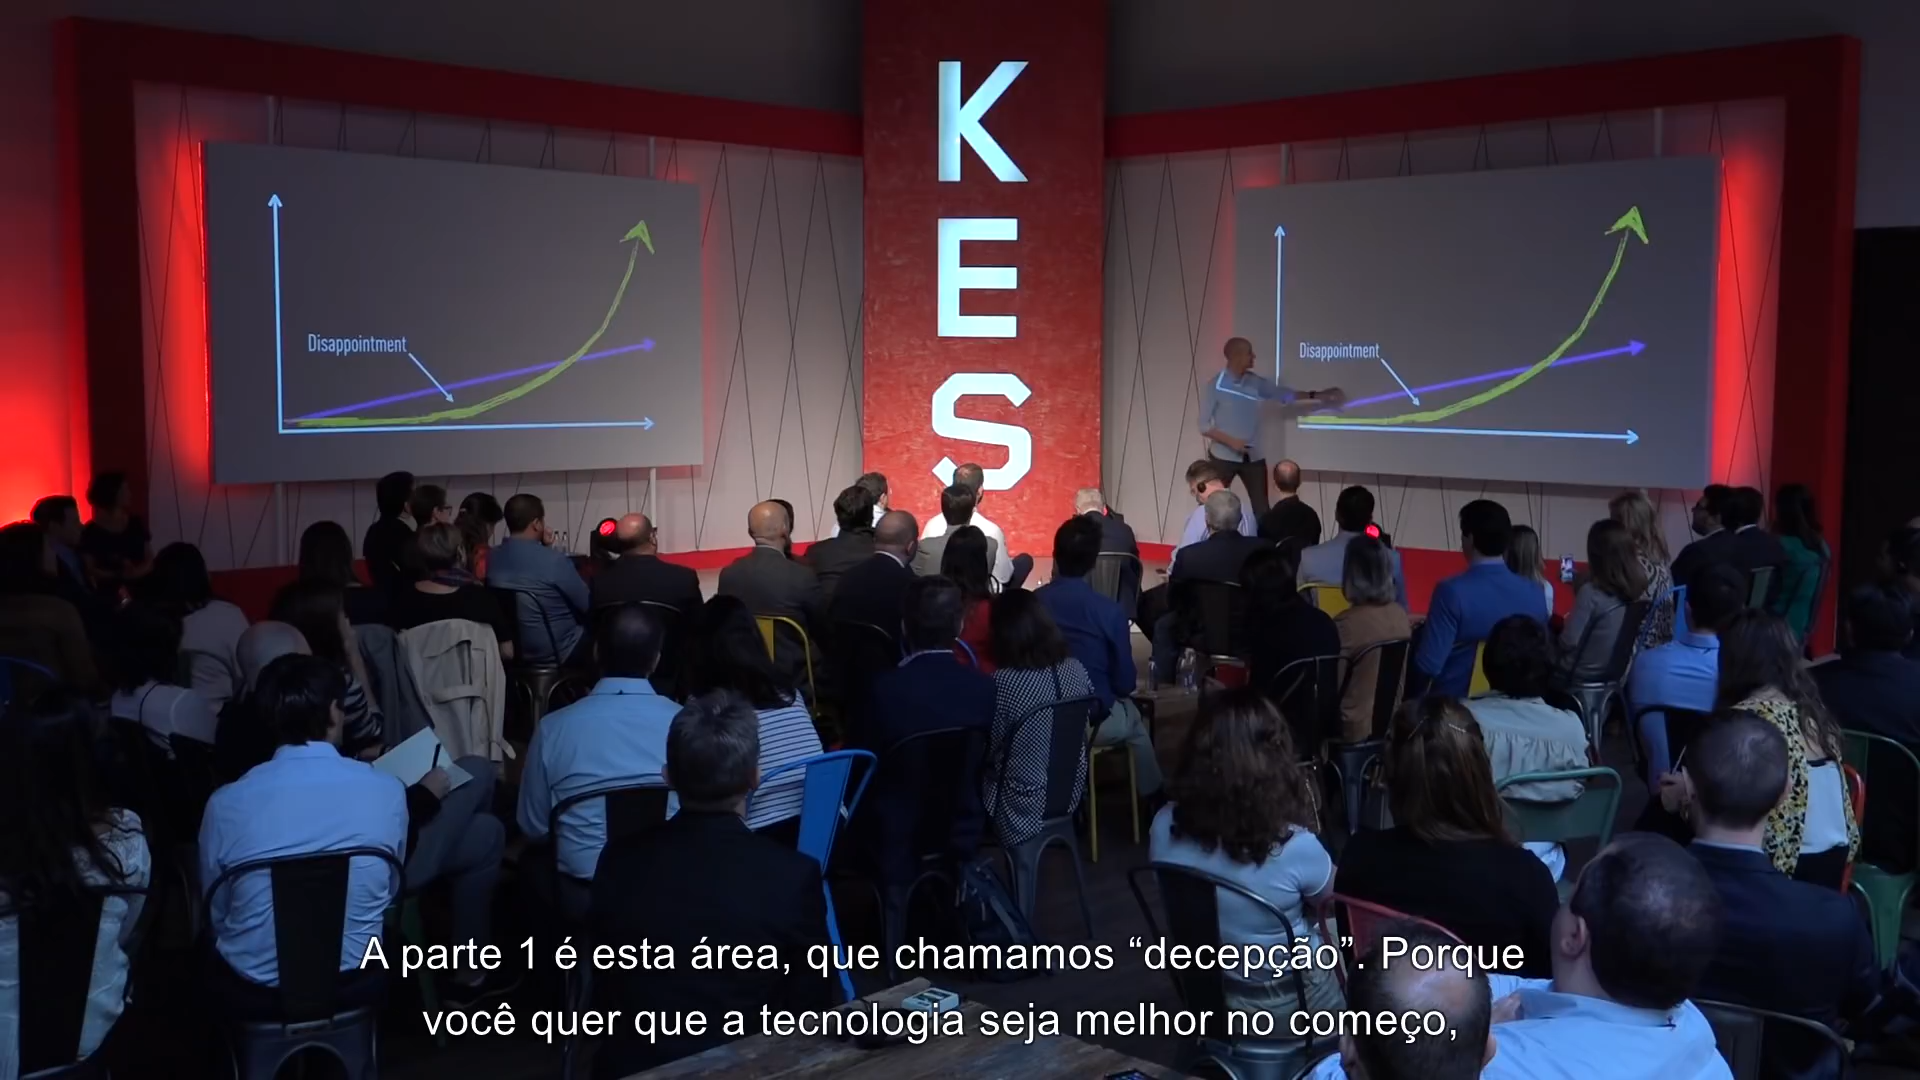 K
E
S
Disappointment
Disappointment
A parte 1 é esta área, que chamamos “decepção”. Porque
você quer que a tecnologia seja melhor no começo,